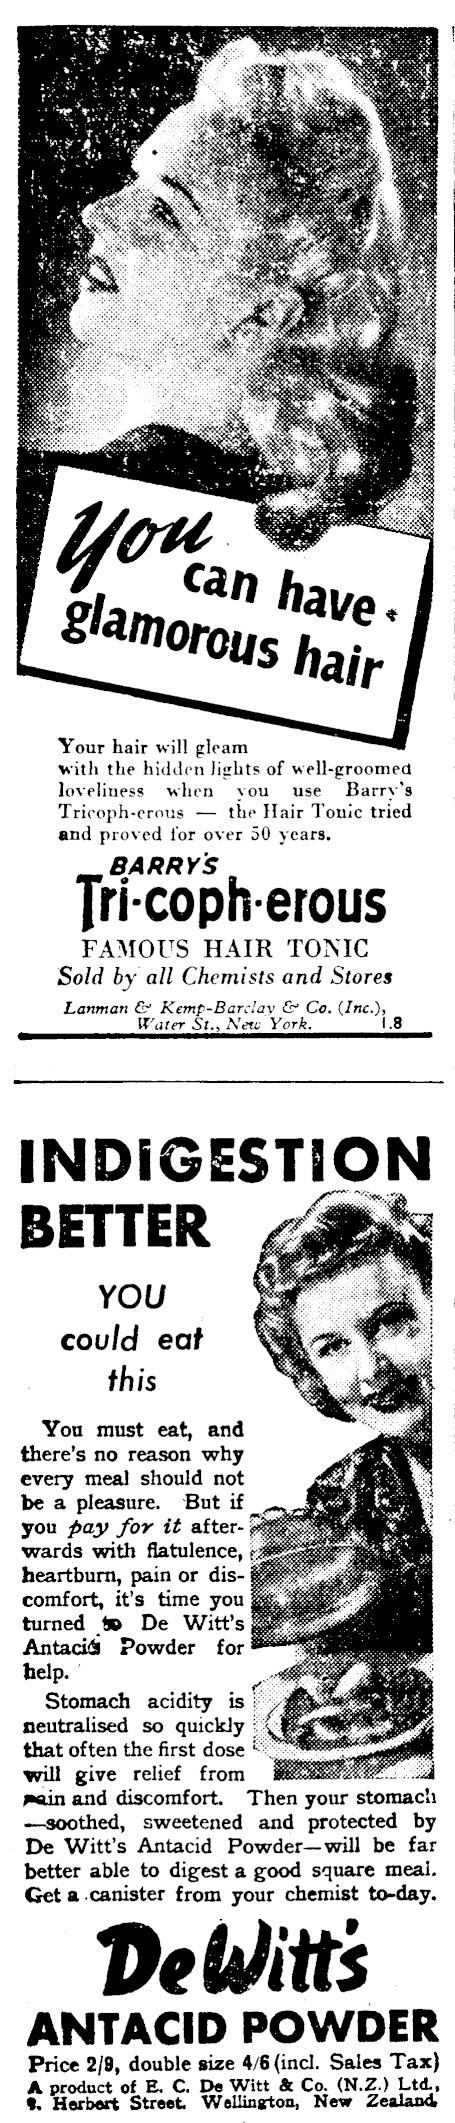 You
can have
glamorous hair
Your hair will gleam
with the hidden lights of well-groomed
loveliness when you use Barry's
Tricoph-erous — the Hair Tonic tried
and proved for over 50 years.
BARRY'S
Tri-coph-erous
FAMOUS HAIR TONIC
Sold by all Chemists and Stores
Lanman & Kemp-Barclay & Co. (Inc.),
Water St., New York. 1.8
INDIGESTION
BETTER
YOU
could eat
this
You must eat, and
there's no reason why
every meal should not
be a pleasure. But if
you pay for it after-
wards with flatulence,
heartburn, pain or dis-
comfort, it's time you
turned to De Witt's
Antacid Powder for
help.
Stomach acidity is
neutralised so quickly
that often the first dose
will give relief from
pain and discomfort. Then your stomach
—soothed, sweetened and protected by
De Witt's Antacid Powder—will be far
better able to digest a good square meal.
Get a canister from your chemist to-day.
De Witt's
ANTACID POWDER
Price 2/9, double size 4/6 (incl. Sales Tax)
A product of E. C. De Witt & Co. (N.Z.) Ltd.,
9, Herbert Street, Wellington, New Zealand.